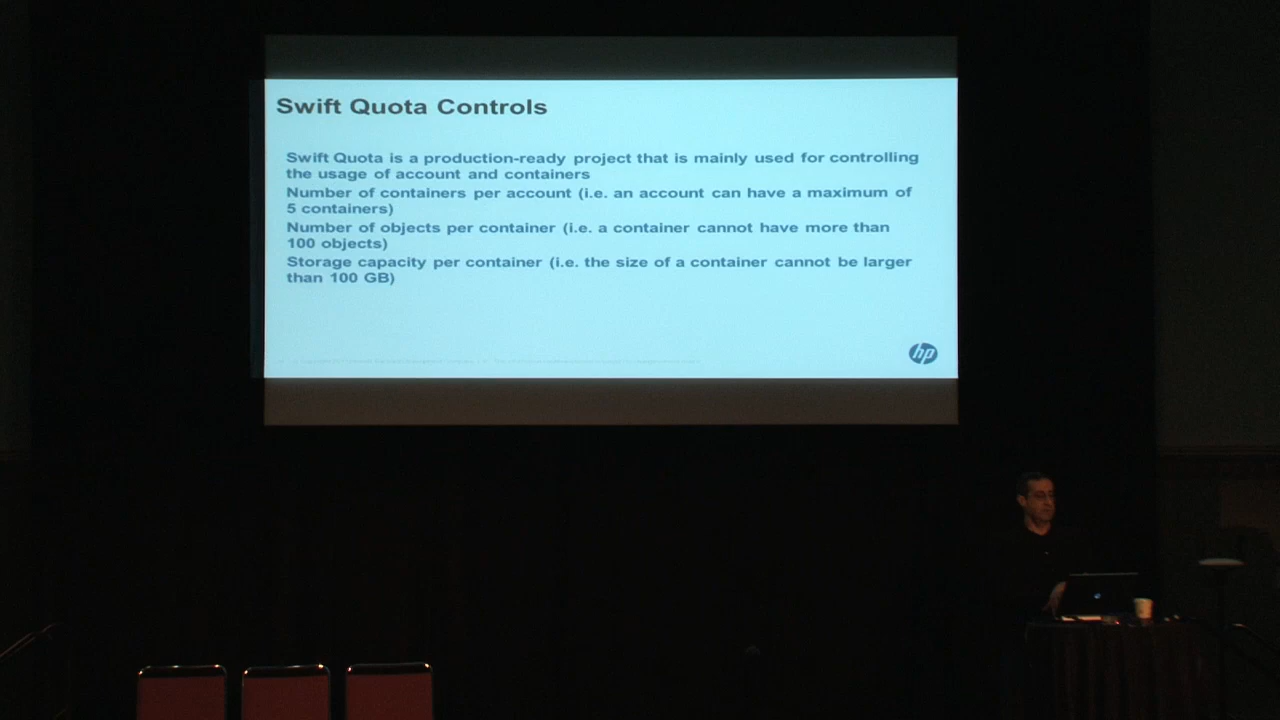 Swift Quota Controls
Swift Quota is a production-ready project that is mainly used for controlling
the usage of account and containers
Number of containers per account (i.e. an account can have a maximum of
5 containers)
Number of objects per container (i.e. a container cannot have more than
100 objects)
Storage capacity per container (i.e. the size of a container cannot be larger
than 100 GB)
hp